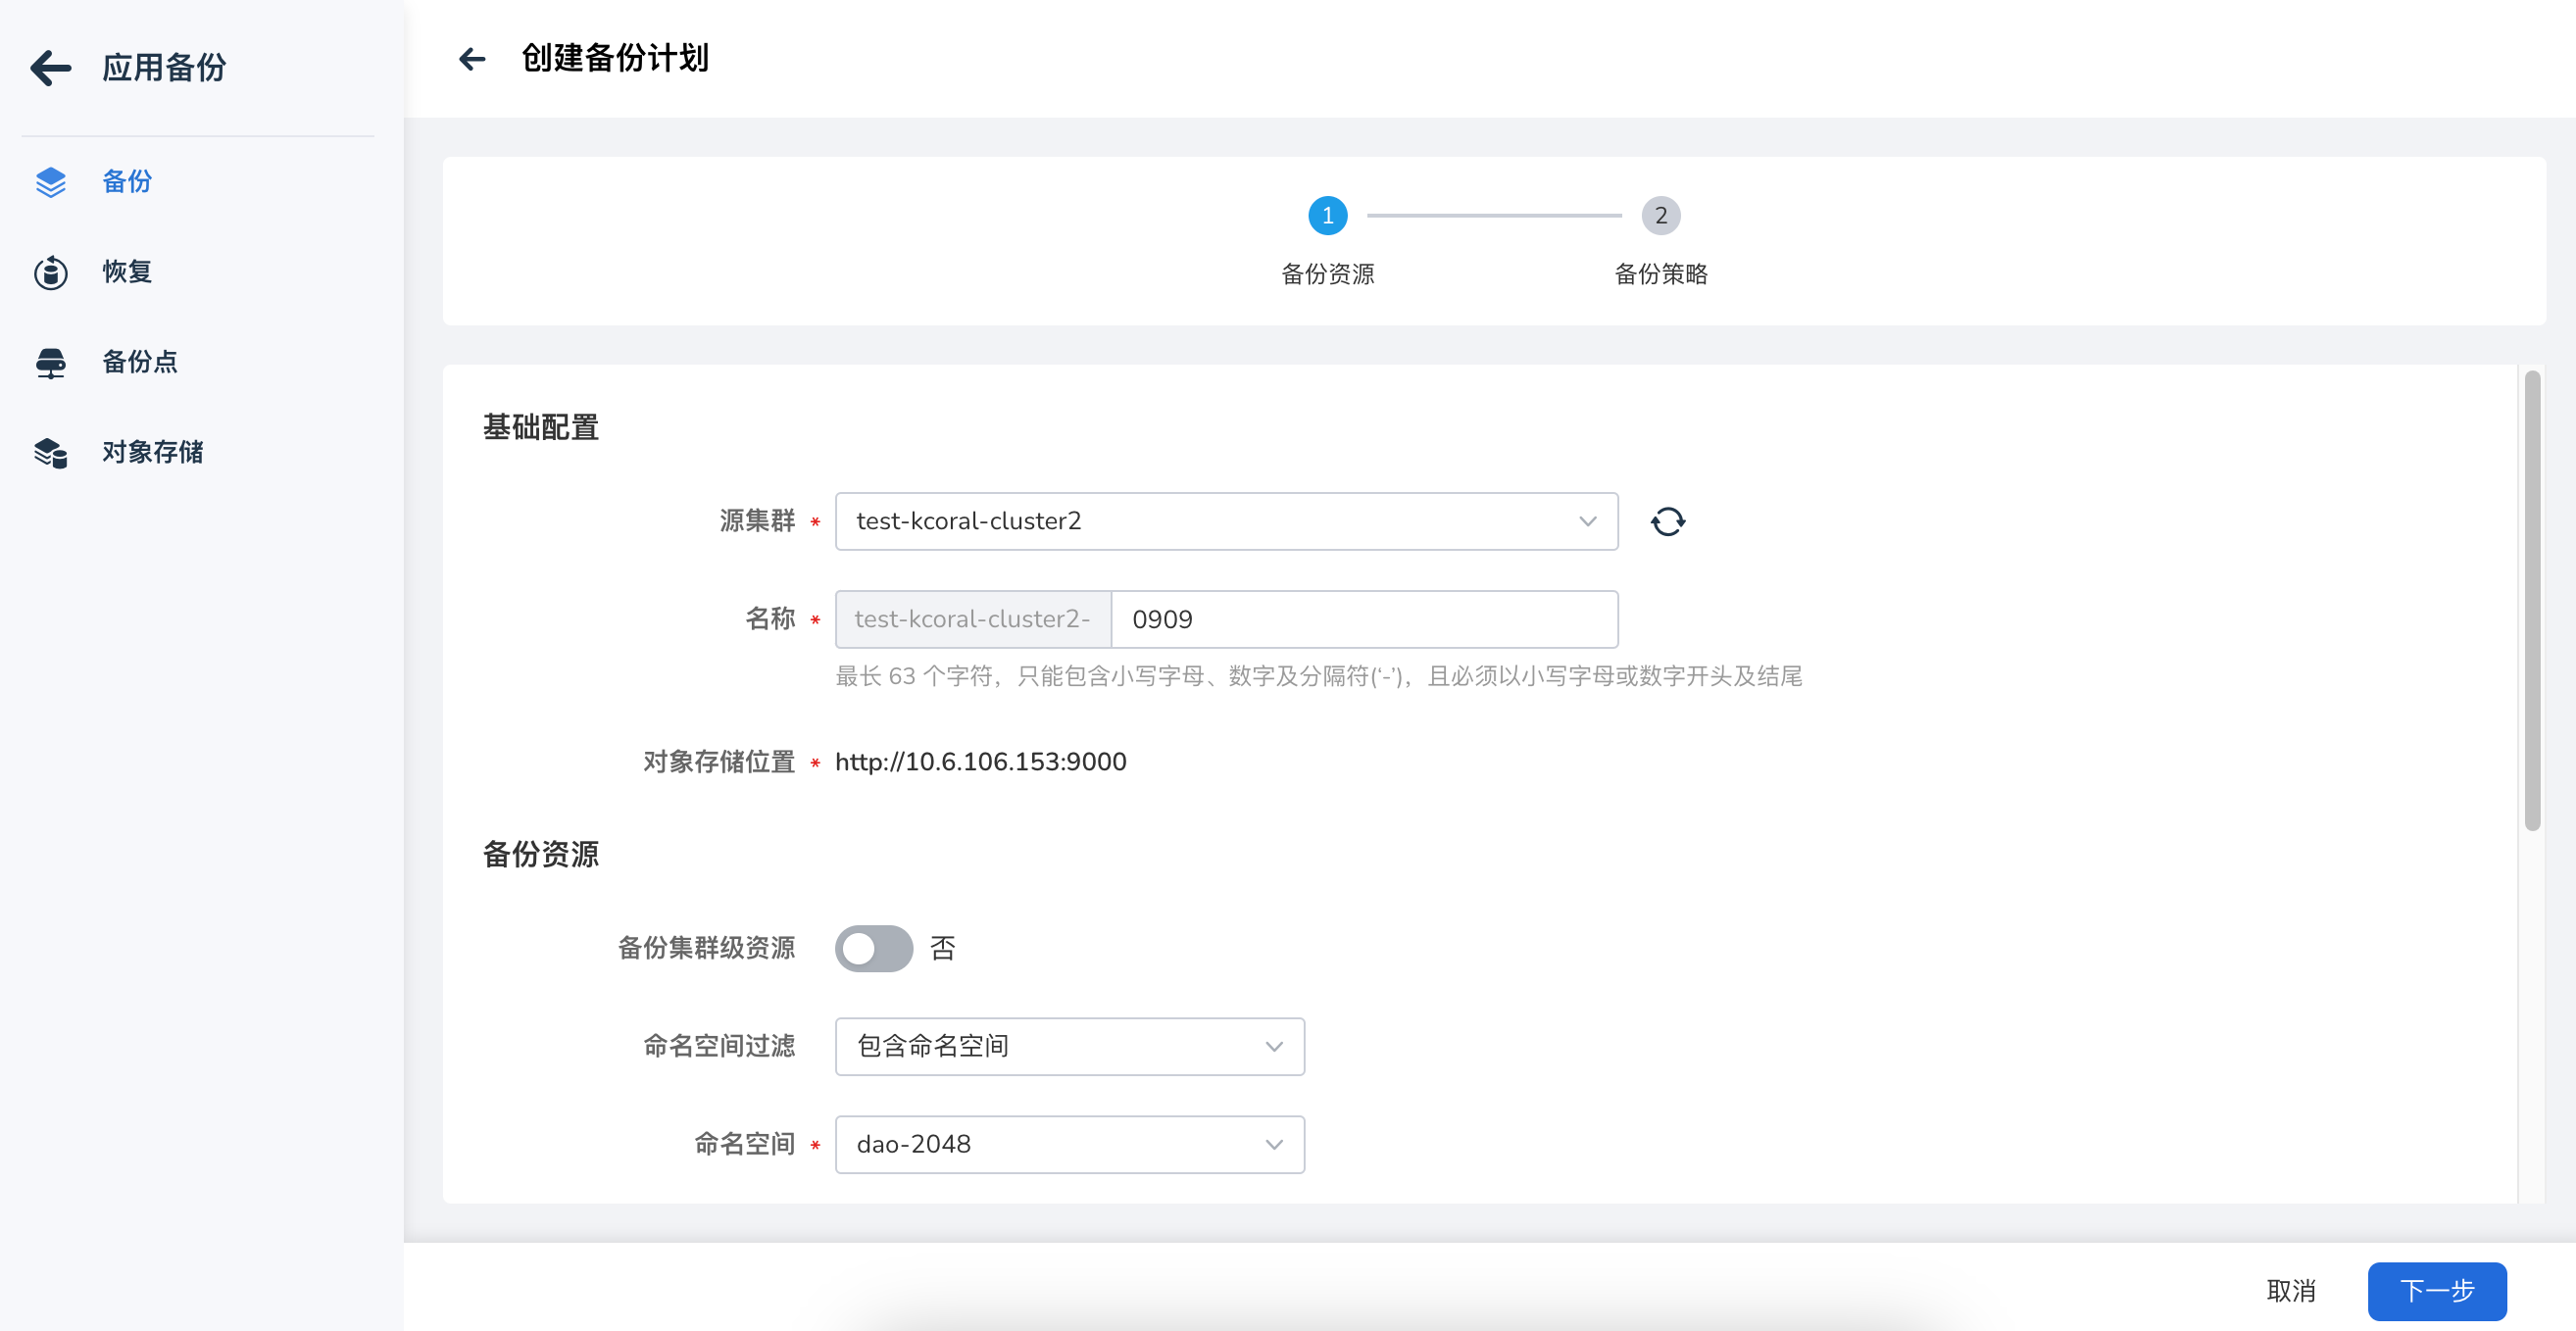 应用备份
备份
恢复
备份点
对象存储
创建备份计划
1
2
备份资源
备份策略
基础配置
源集群 * test-kcoral-cluster2
名称 * test-kcoral-cluster2- 0909
最长 63 个字符，只能包含小写字母、数字及分隔符('-')，且必须以小写字母或数字开头及结尾
对象存储位置 * http://10.6.106.153:9000
备份资源
备份集群级资源 否
命名空间过滤 包含命名空间
命名空间 * dao-2048
取消 下一步